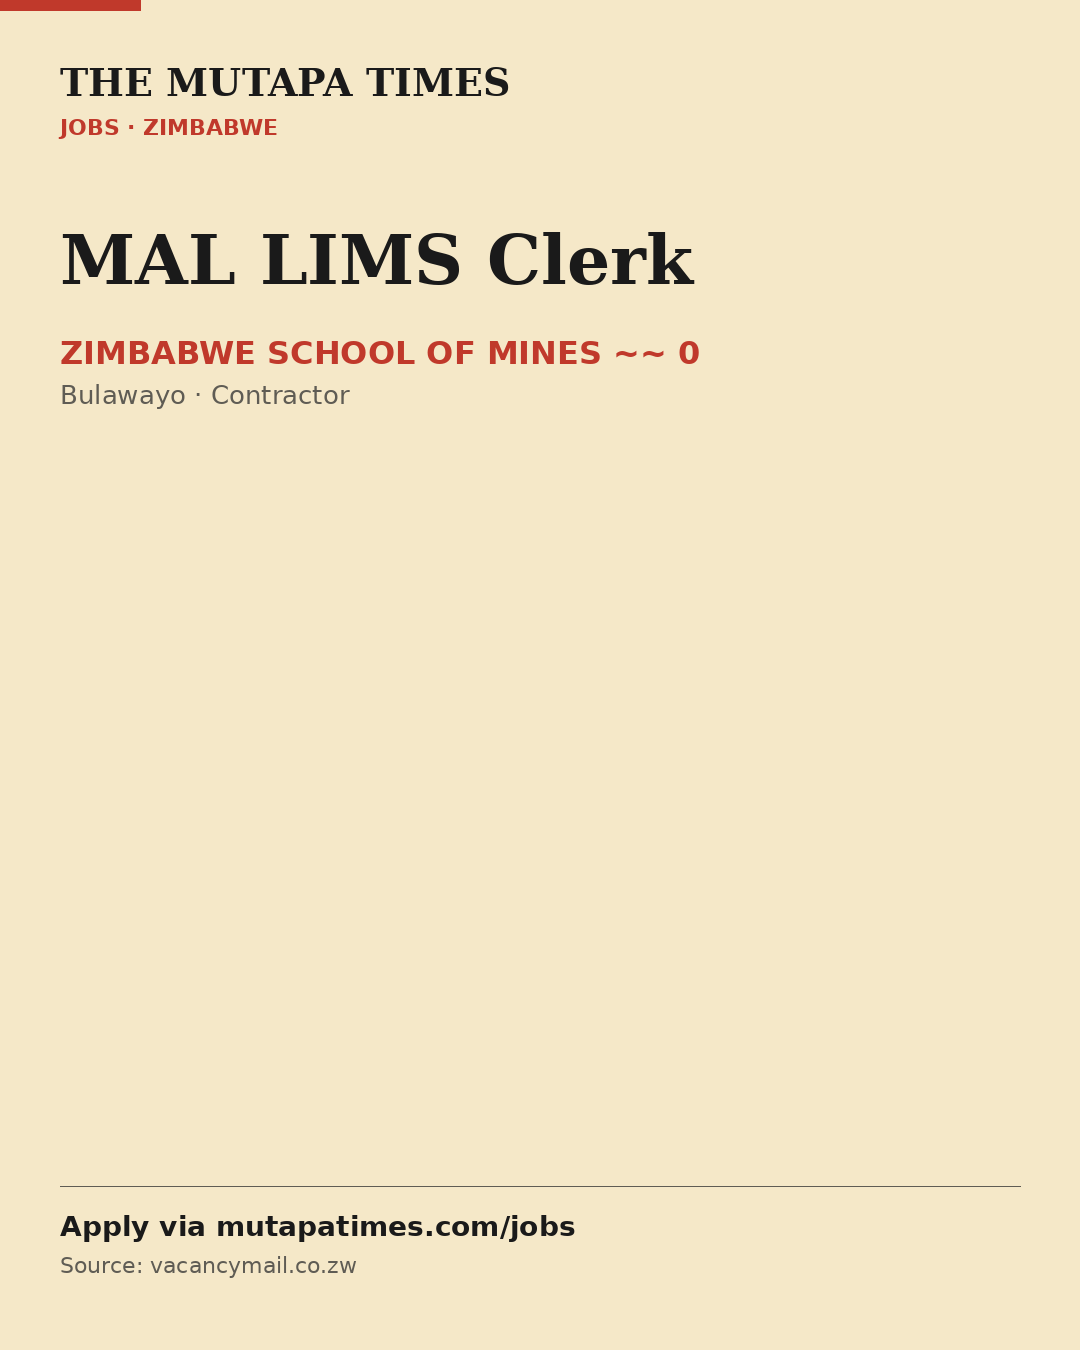 THE MUTAPA TIMES
JOBS · ZIMBABWE
MAL LIMS Clerk
ZIMBABWE SCHOOL OF MINES ~~ 0
Bulawayo · Contractor
Apply via mutapatimes.com/jobs
Source: vacancymail.co.zw